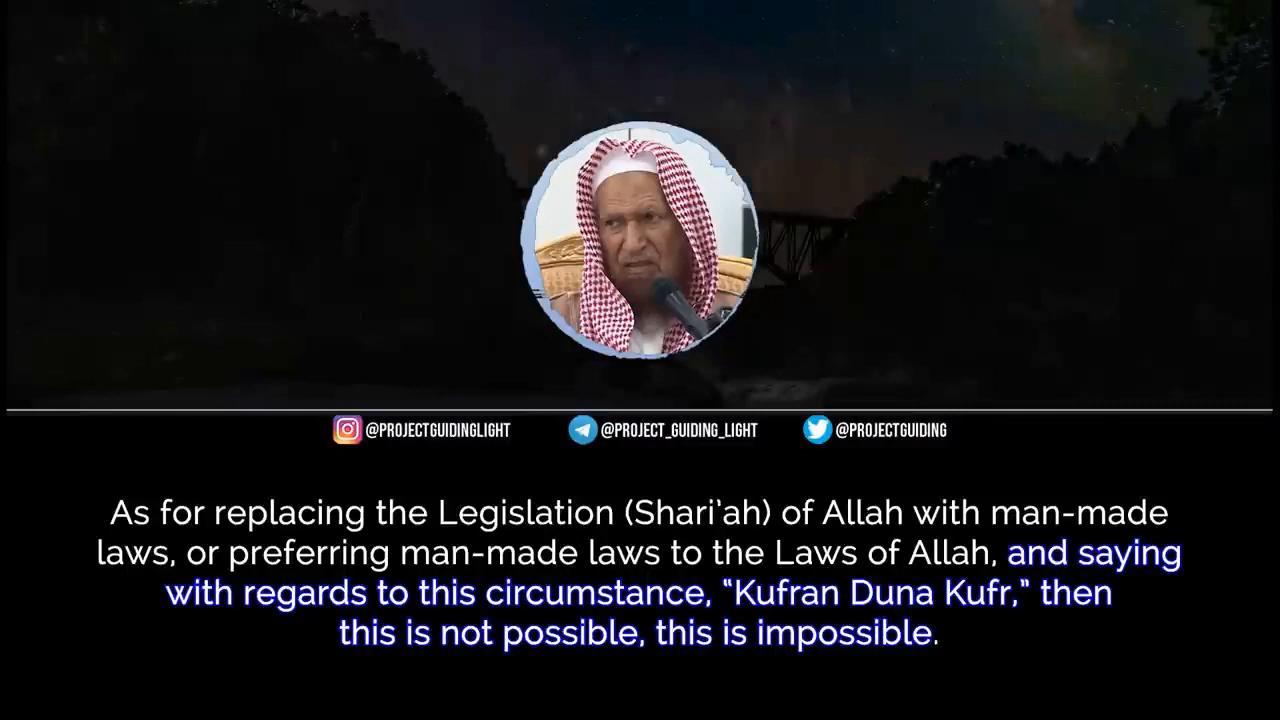 @PROJECTGUIDINGLIGHT @PROJECT_GUIDING_LIGHT @PROJECTGUIDING
As for replacing the Legislation (Shari’ah) of Allah with man-made
laws, or preferring man-made laws to the Laws of Allah, and saying
with regards to this circumstance, “Kufran Duna Kufr,” then
this is not possible, this is impossible.